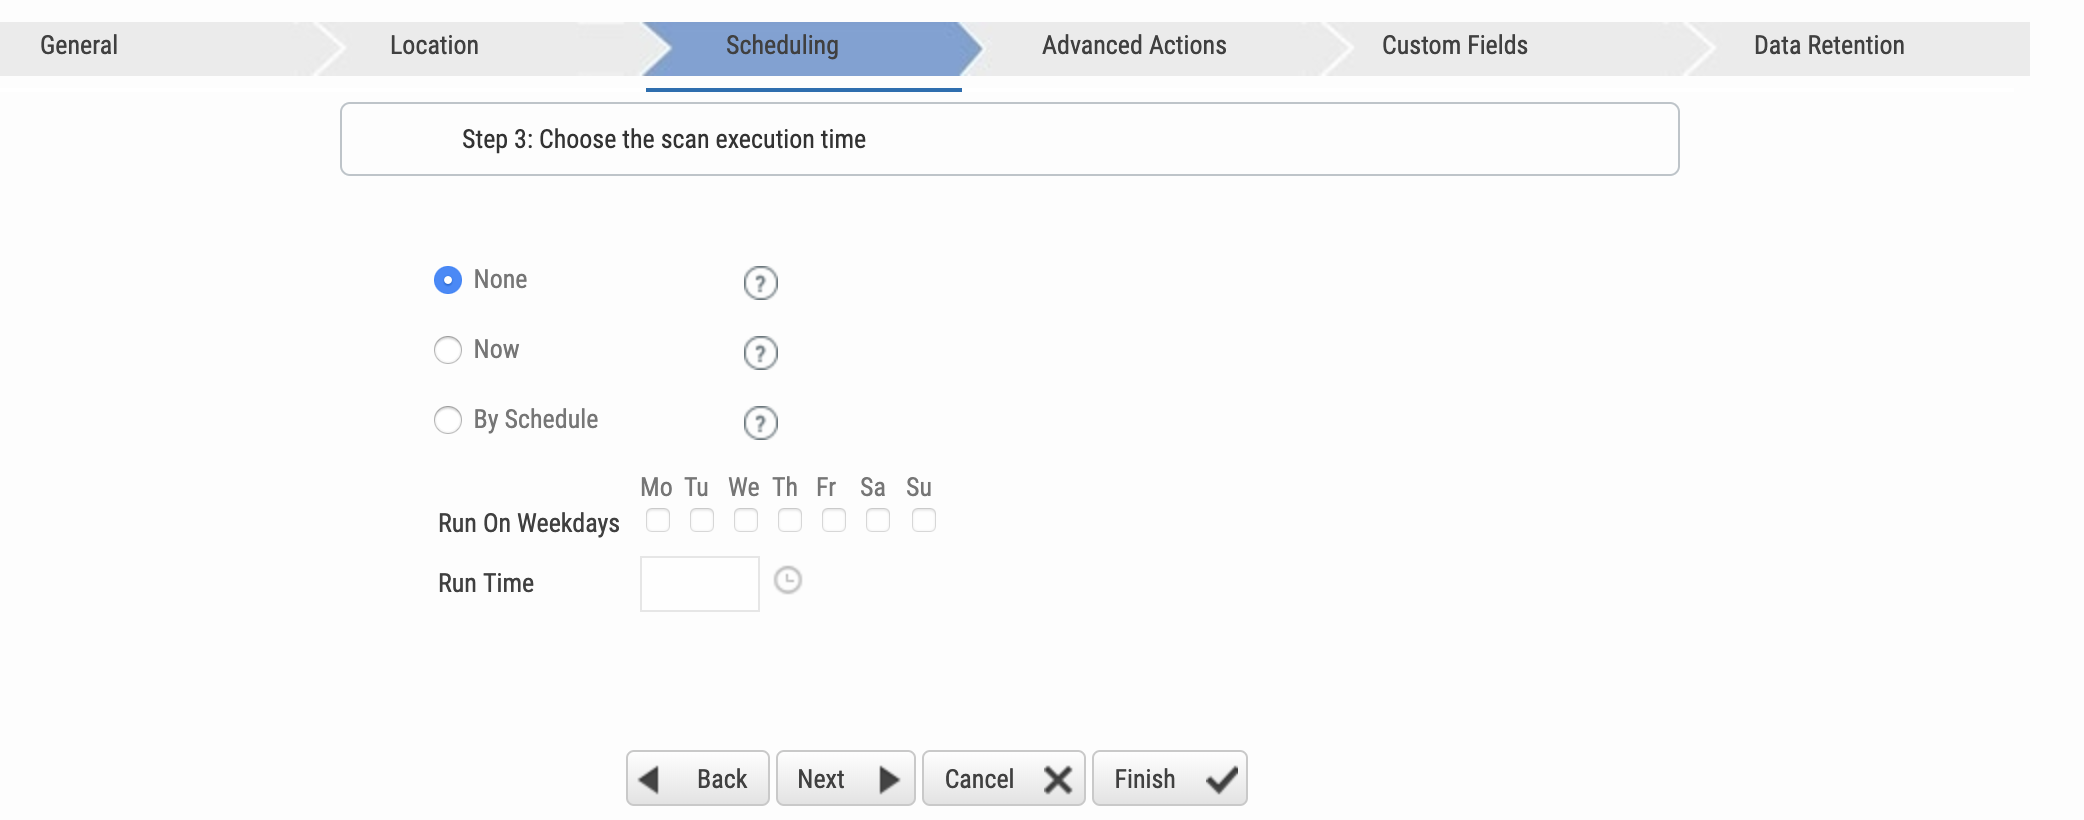 General Location Scheduling Advanced Actions Custom Fields Data Retention
Step 3: Choose the scan execution time
None ?
Now ?
By Schedule ?
Mo Tu We Th Fr Sa Su
Run On Weekdays
Run Time
Back Next Cancel Finish